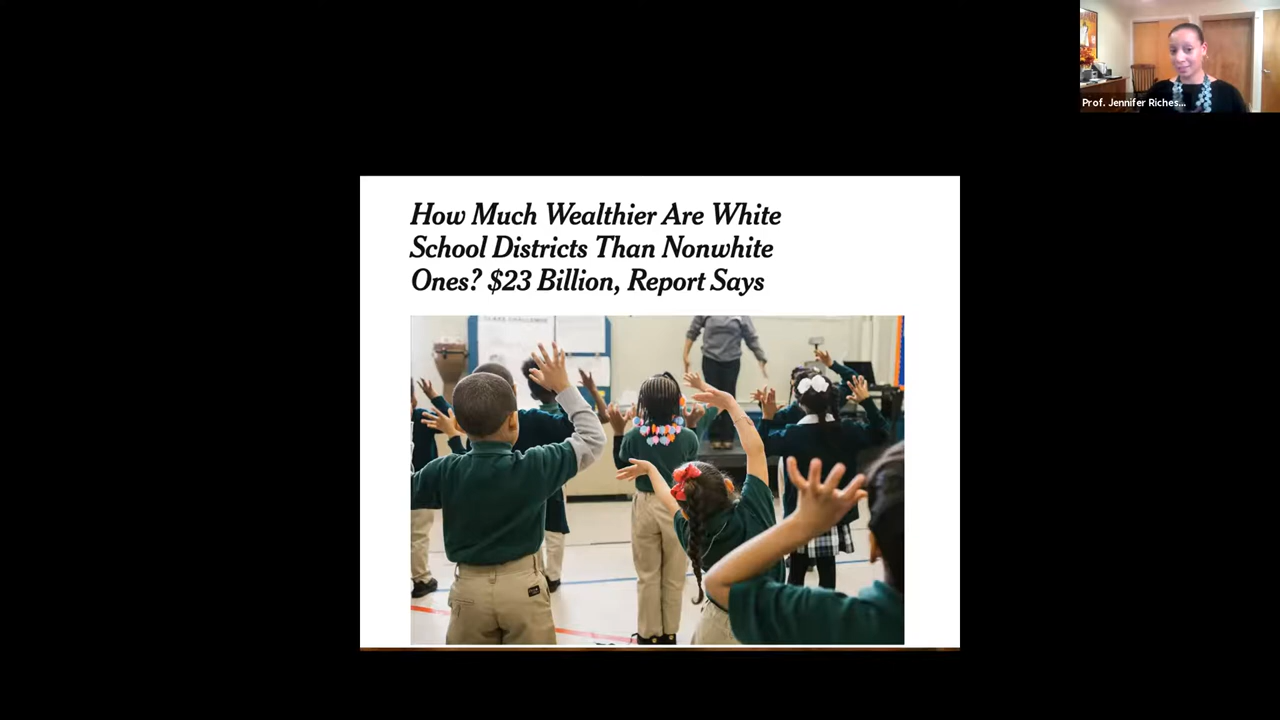 Prof. Jennifer Riches...
How Much Wealthier Are White
School Districts Than Nonwhite
Ones? $23 Billion, Report Says